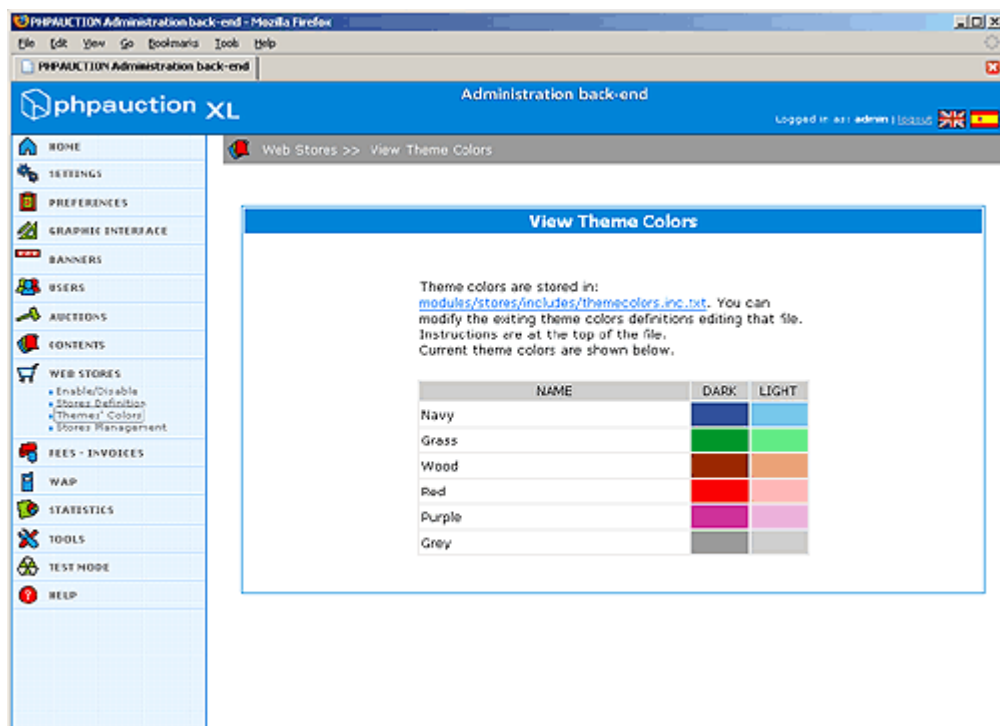 PHPAUCTION Administration back-end - Mozilla Firefox
File Edit View Go Bookmarks Tools Help
PHPAUCTION Administration back-end
phpauction XL
Administration back-end
Logged in as: admin | logout
HOME
SETTINGS
PREFERENCES
GRAPHIC INTERFACE
BANNERS
USERS
AUCTIONS
CONTENTS
WEB STORES
Enable/Disable
Stores Definition
Themes' Colors
Stores Management
FEES - INVOICES
WAP
STATISTICS
TOOLS
TEST MODE
HELP
Web Stores >> View Theme Colors
View Theme Colors
Theme colors are stored in:
modules/stores/includes/themecolors.inc.txt. You can
modify the exiting theme colors definitions editing that file.
Instructions are at the top of the file.
Current theme colors are shown below.
NAME DARK LIGHT
Navy
Grass
Wood
Red
Purple
Grey